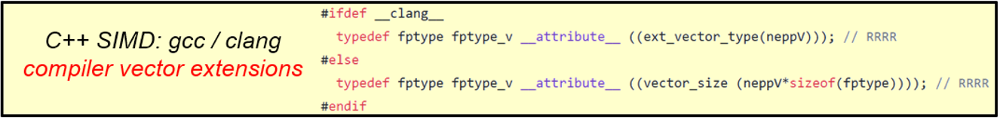 C++ SIMD: gcc / clang
compiler vector extensions
#ifdef __clang__
  typedef fptype fptype_v __attribute__ ((ext_vector_type(neppV))); // RRRR
#else
  typedef fptype fptype_v __attribute__ ((vector_size (neppV*sizeof(fptype)))); // RRRR
#endif